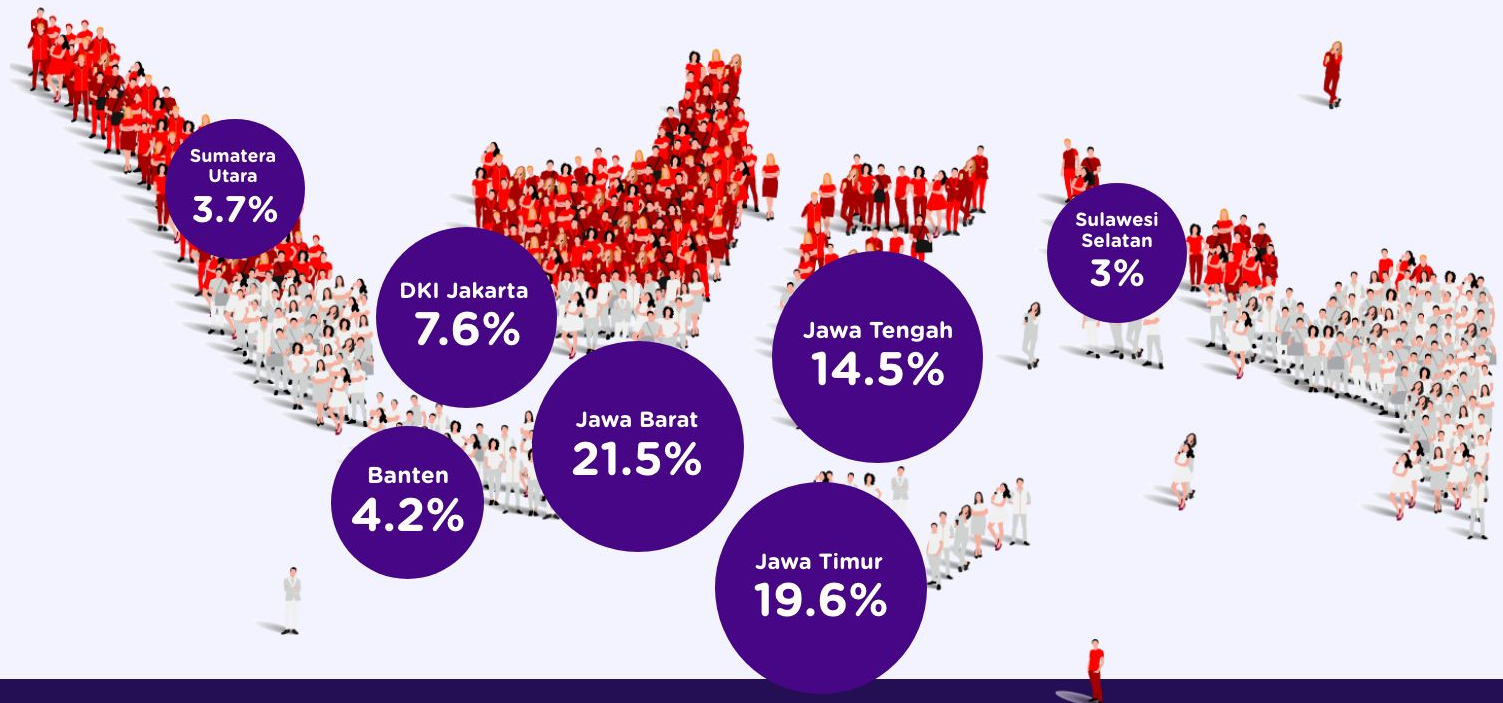 Sumatera
Utara
3.7%
DKI Jakarta
7.6%
Banten
4.2%
Jawa Barat
21.5%
Jawa Tengah
14.5%
Jawa Timur
19.6%
Sulawesi
Selatan
3%